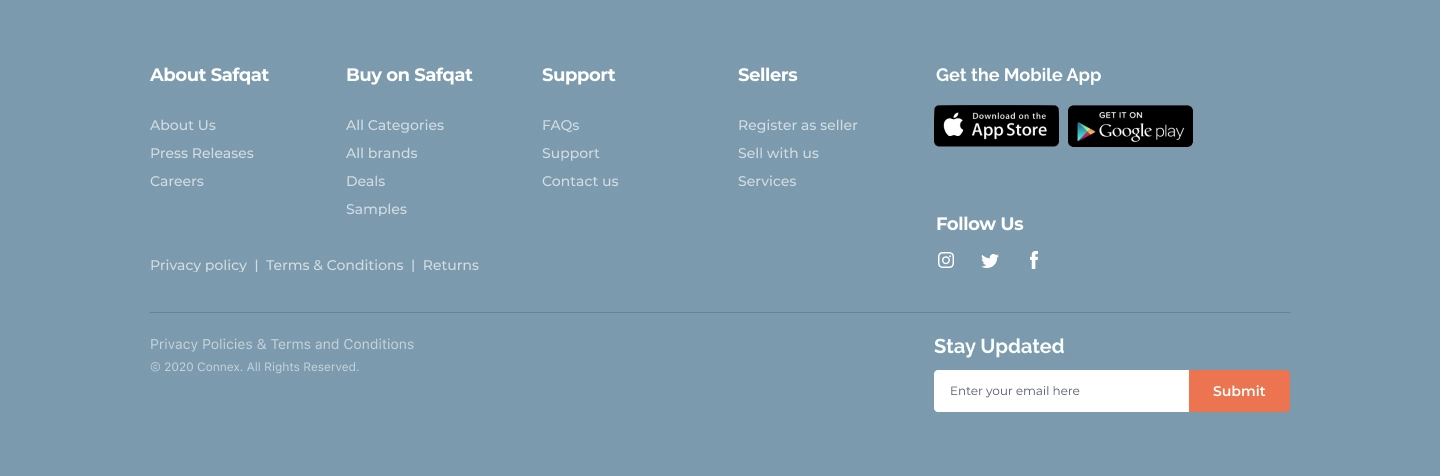 About Safqat
About Us
Press Releases
Careers
Buy on Safqat
All Categories
All brands
Deals
Samples
Support
FAQs
Support
Contact us
Sellers
Register as seller
Sell with us
Services
Get the Mobile App
Download on the
App Store
GET IT ON
Google play
Follow Us
Privacy policy | Terms & Conditions | Returns
Privacy Policies & Terms and Conditions
© 2020 Connex. All Rights Reserved.
Stay Updated
Enter your email here
Submit